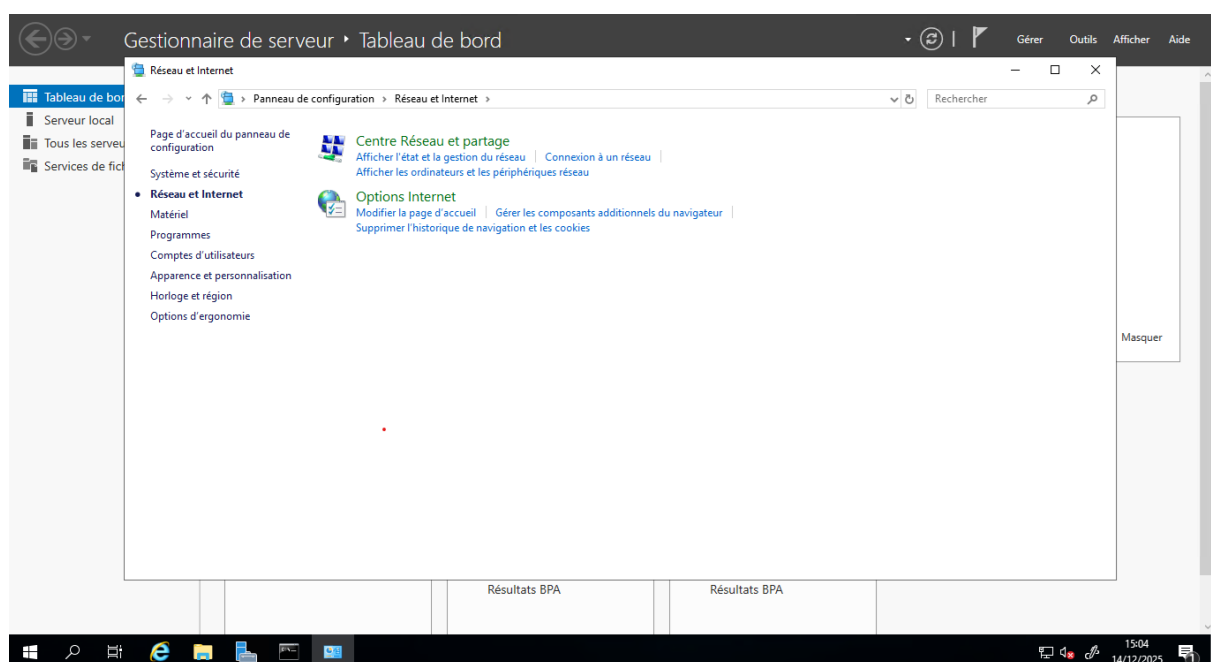 Gestionnaire de serveur ‣ Tableau de bord
Gérer Outils Afficher Aide
Réseau et Internet
Tableau de bor
Panneau de configuration > Réseau et Internet >
Rechercher
Serveur local
Tous les serveu
Services de fich
Page d'accueil du panneau de
configuration
Système et sécurité
Réseau et Internet
Matériel
Programmes
Comptes d'utilisateurs
Apparence et personnalisation
Horloge et région
Options d'ergonomie
Centre Réseau et partage
Afficher l'état et la gestion du réseau | Connexion à un réseau |
Afficher les ordinateurs et les périphériques réseau
Options Internet
Modifier la page d'accueil | Gérer les composants additionnels du navigateur |
Supprimer l'historique de navigation et les cookies
Masquer
Résultats BPA
Résultats BPA
15:04
14/12/2025
1